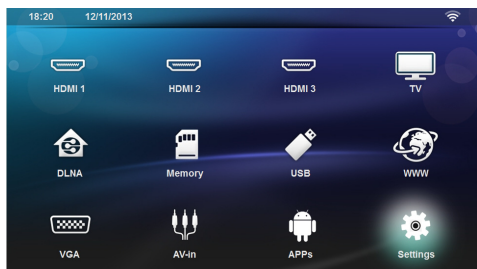 18:20 12/11/2013
HDMI 1 HDMI 2 HDMI 3 TV
DLNA Memory USB WWW
VGA AV-in APPs Settings